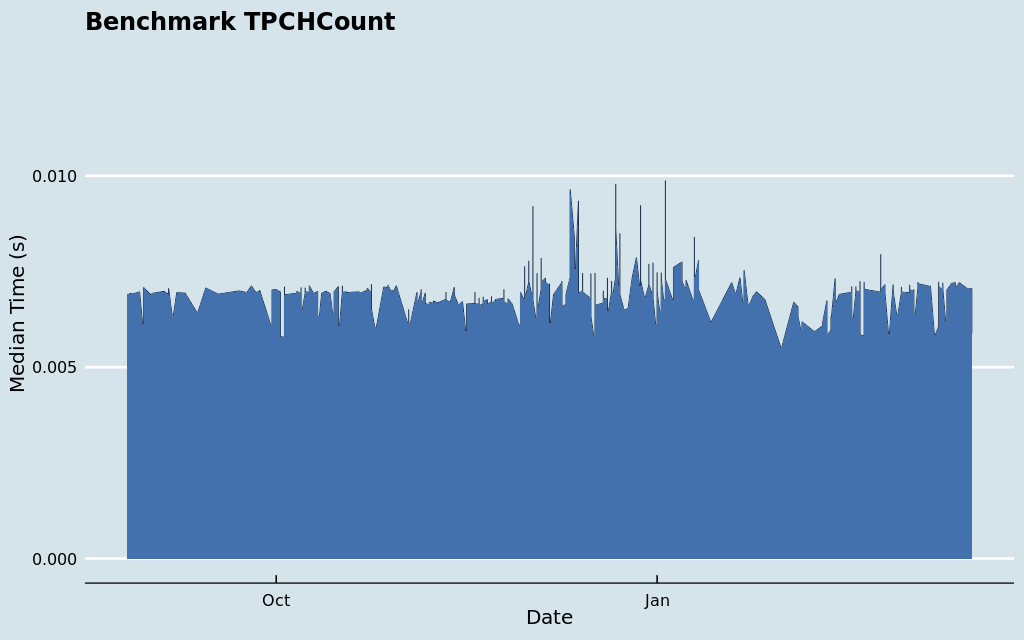 Benchmark TPCHCount
0.010
0.005
0.000
Median Time (s)
Oct
Jan
Date